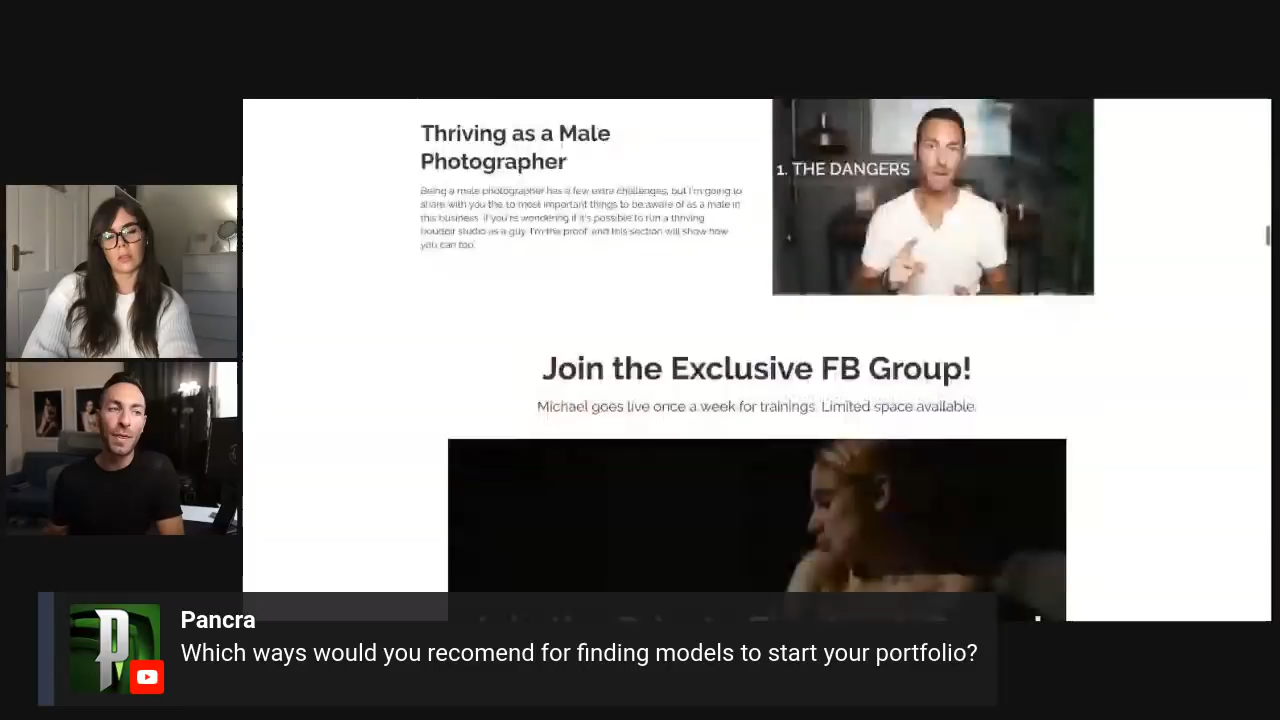 Thriving as a Male
Photographer
Being a male photographer has a few extra challenges, but I'm going to
share with you the 10 most important things to be aware of as a male in
this business. If you're wondering if it's possible to run a thriving
boudoir studio as a guy, I'm the proof, and this section will show how
you can too.
1. THE DANGERS
Join the Exclusive FB Group!
Michael goes live once a week for trainings. Limited space available.
Pancra
Which ways would you recomend for finding models to start your portfolio?